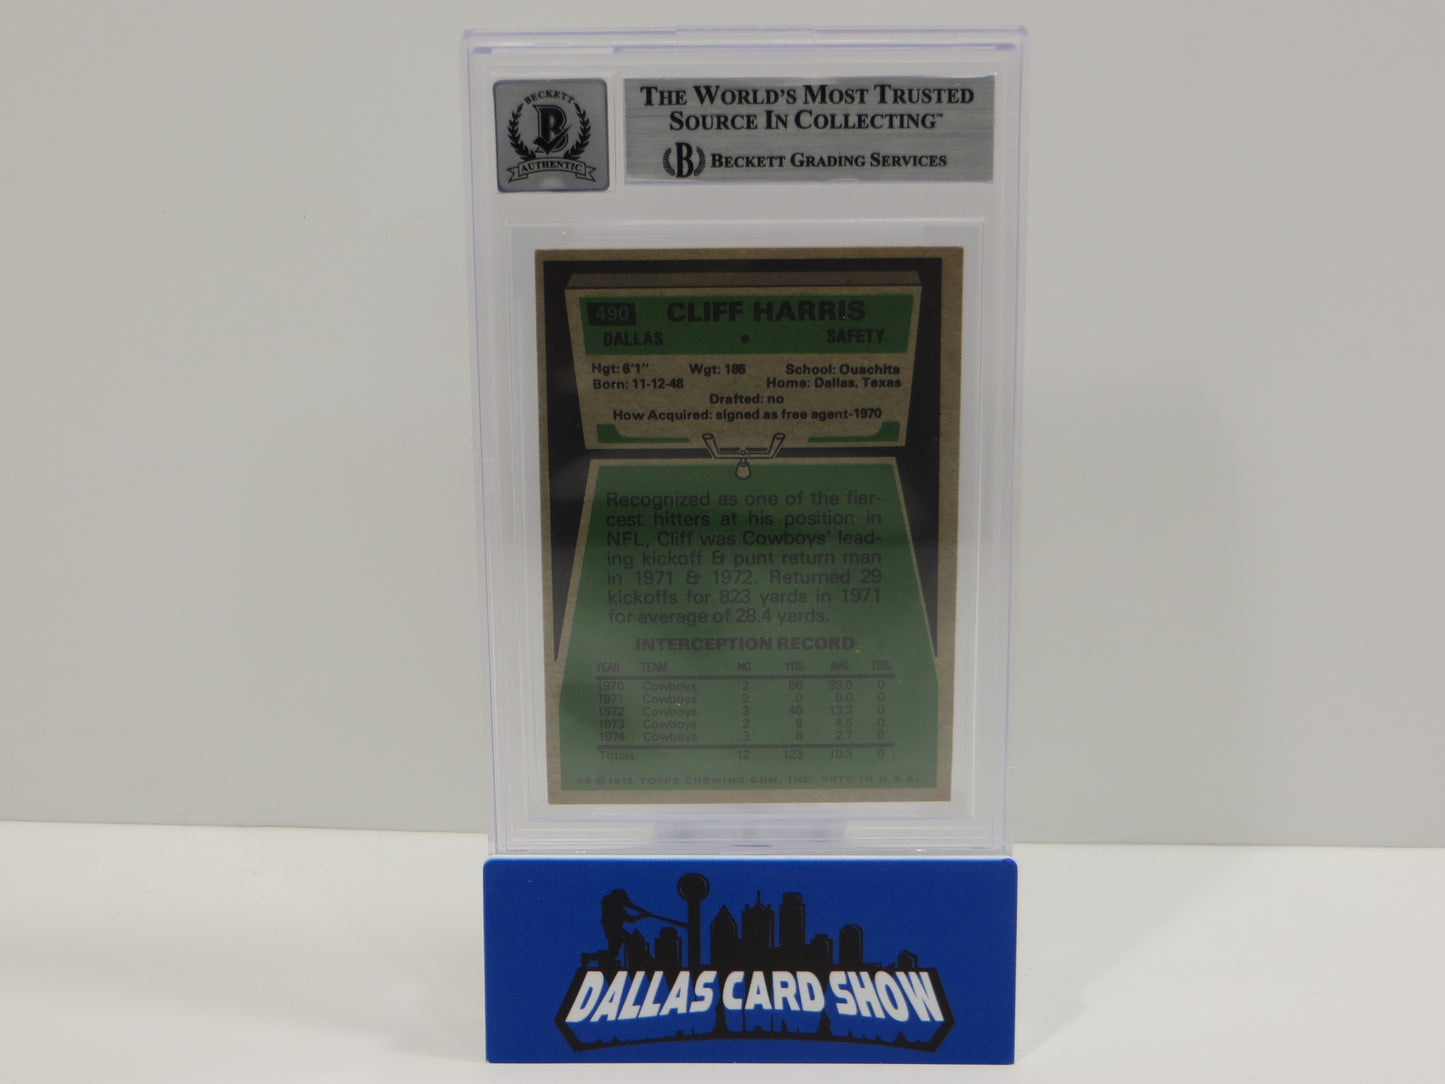 BECKETT
B
AUTHENTIC
THE WORLD'S MOST TRUSTED
SOURCE IN COLLECTING™
B BECKETT GRADING SERVICES
490 CLIFF HARRIS
DALLAS • SAFETY
Hgt: 6'1" Wgt: 185 School: Ouachita
Born: 11-12-48 Home: Dallas, Texas
Drafted: no
How Acquired: signed as free agent-1970
Recognized as one of the fier-
cest hitters at his position in
NFL, Cliff was Cowboys' lead-
ing kickoff & punt return man
in 1971 & 1972. Returned 29
kickoffs for 823 yards in 1971
for average of 28.4 yards.
INTERCEPTION RECORD
YEAR TEAM NO. YDS. AVG. TDS.
1970 Cowboys 2 66 33.0 0
1971 Cowboys 2 0 0.0 0
1972 Cowboys 3 40 13.3 0
1973 Cowboys 2 9 4.5 0
1974 Cowboys 3 8 2.7 0
Totals 12 123 10.3 0
** © 1975 TOPPS CHEWING GUM, INC. PRTD IN U.S.A.
DALLAS CARD SHOW